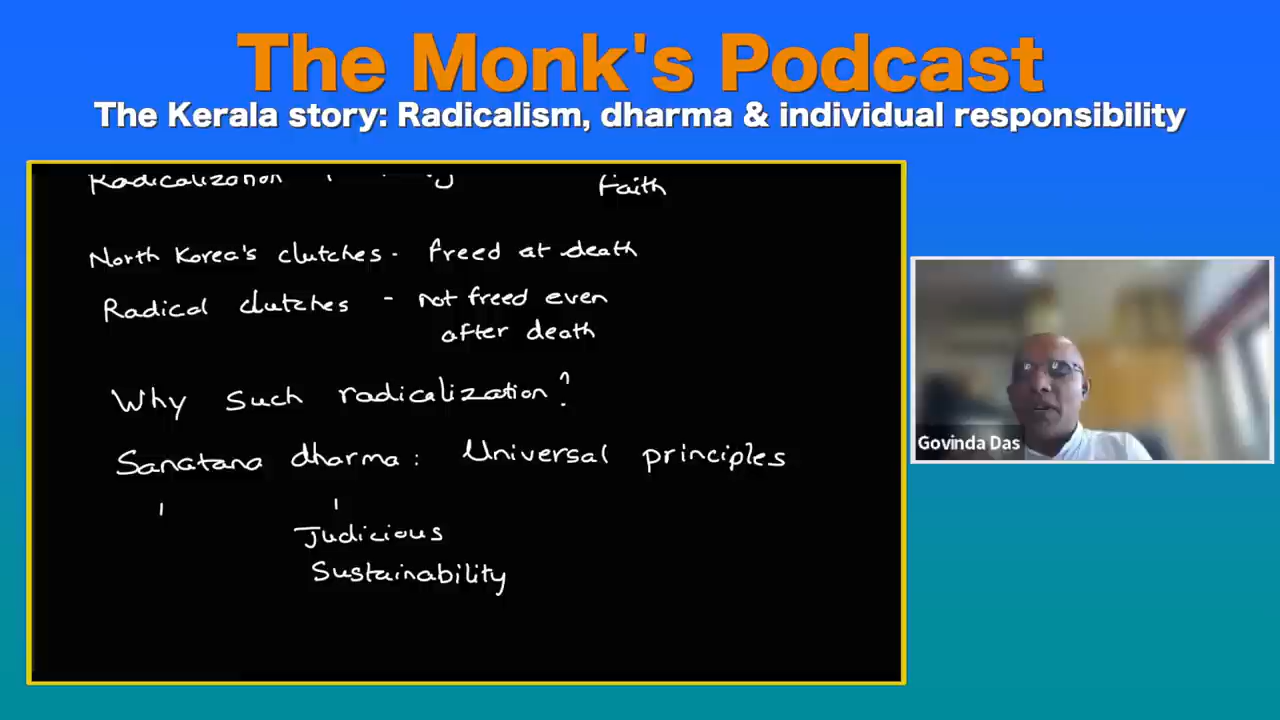 The Monk's Podcast
The Kerala story: Radicalism, dharma & individual responsibility
Radicalization
Faith
North Korea's clutches - freed at death
Radical clutches - not freed even
after death
Why such radicalization?
Sanatana dharma: Universal principles
Judicious
Sustainability
Govinda Das